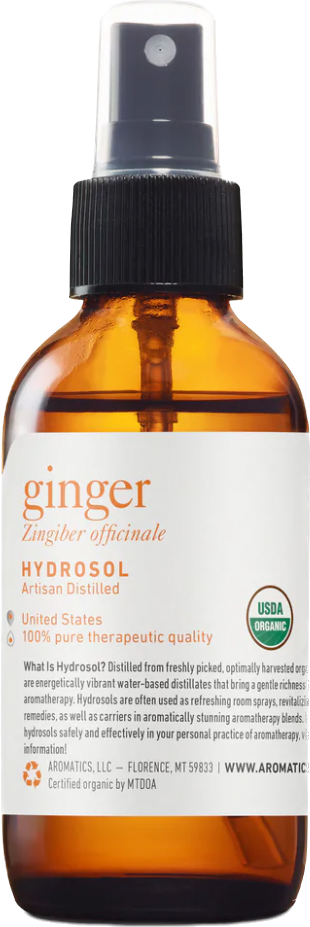 ginger
Zingiber officinale
HYDROSOL
Artisan Distilled
USDA
ORGANIC
United States
100% pure therapeutic quality
What Is Hydrosol? Distilled from freshly picked, optimally harvested
are energetically vibrant water-based distillates that bring a gentle richness
aromatherapy. Hydrosols are often used as refreshing room sprays,
remedies, as well as carriers in aromatically stunning aromatherapy blends.
hydrosols safely and effectively in your personal practice of aromatherapy,
information!
AROMATICS, LLC — FLORENCE, MT 59833 | WWW.AROMATIC
Certified organic by MTDOA